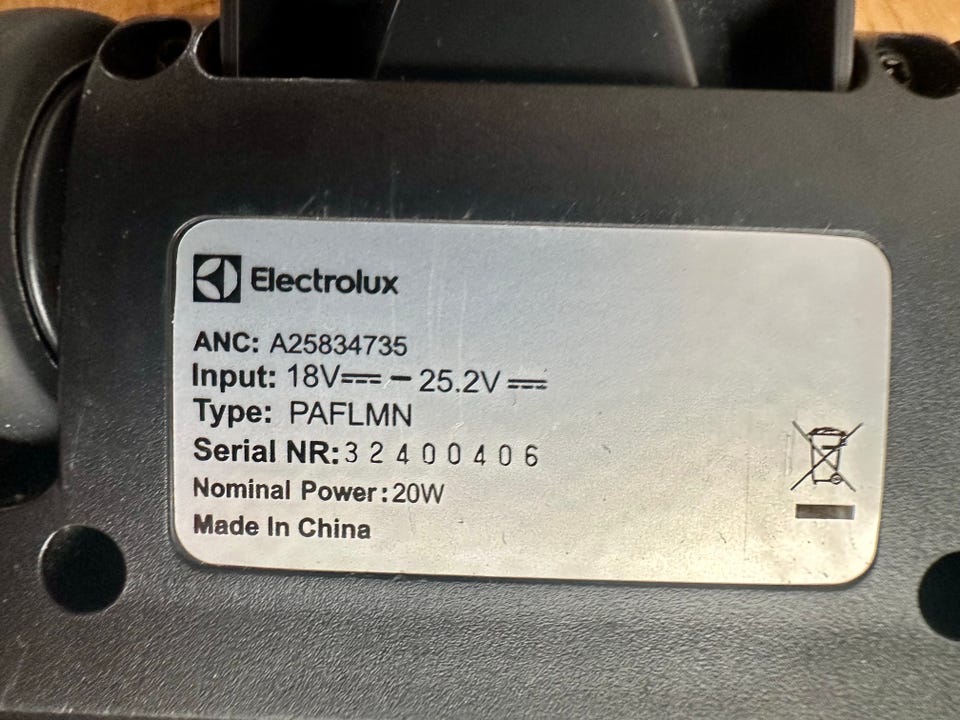 Electrolux
ANC: A25834735
Input: 18V⎓ – 25.2V⎓
Type: PAFLMN
Serial NR:32400406
Nominal Power:20W
Made In China